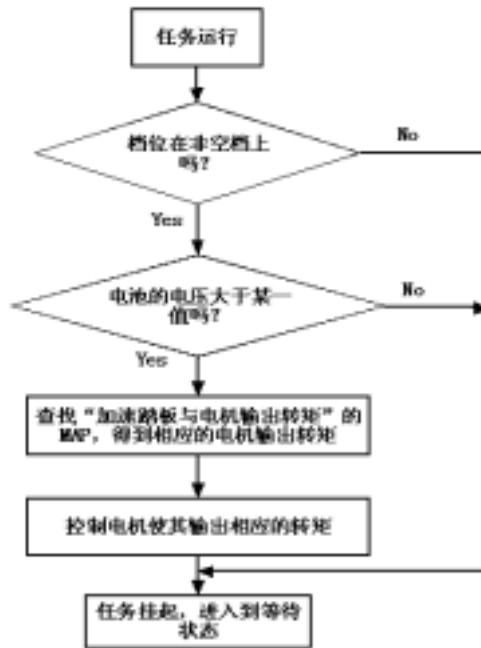 任务运行
档位在非空档上
吗？
No
Yes
电池的电压大于某一
值吗？
No
Yes
查找“加速踏板与电机输出转矩”的
MAP，得到相应的电机输出转矩
控制电机使其输出相应的转矩
任务挂起，进入到等待
状态